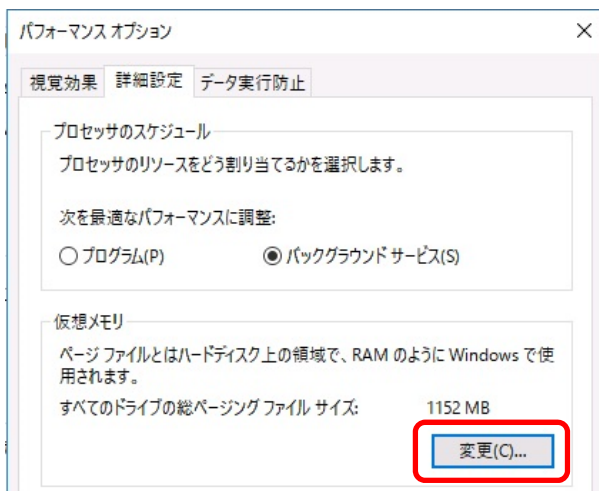 パフォーマンス オプション
視覚効果 詳細設定 データ実行防止
プロセッサのスケジュール
プロセッサのリソースをどう割り当てるかを選択します。
次を最適なパフォーマンスに調整:
プログラム(P) バックグラウンド サービス(S)
仮想メモリ
ページ ファイルとはハードディスク上の領域で、RAM のように Windows で使
用されます。
すべてのドライブの総ページング ファイル サイズ: 1152 MB
変更(C)...